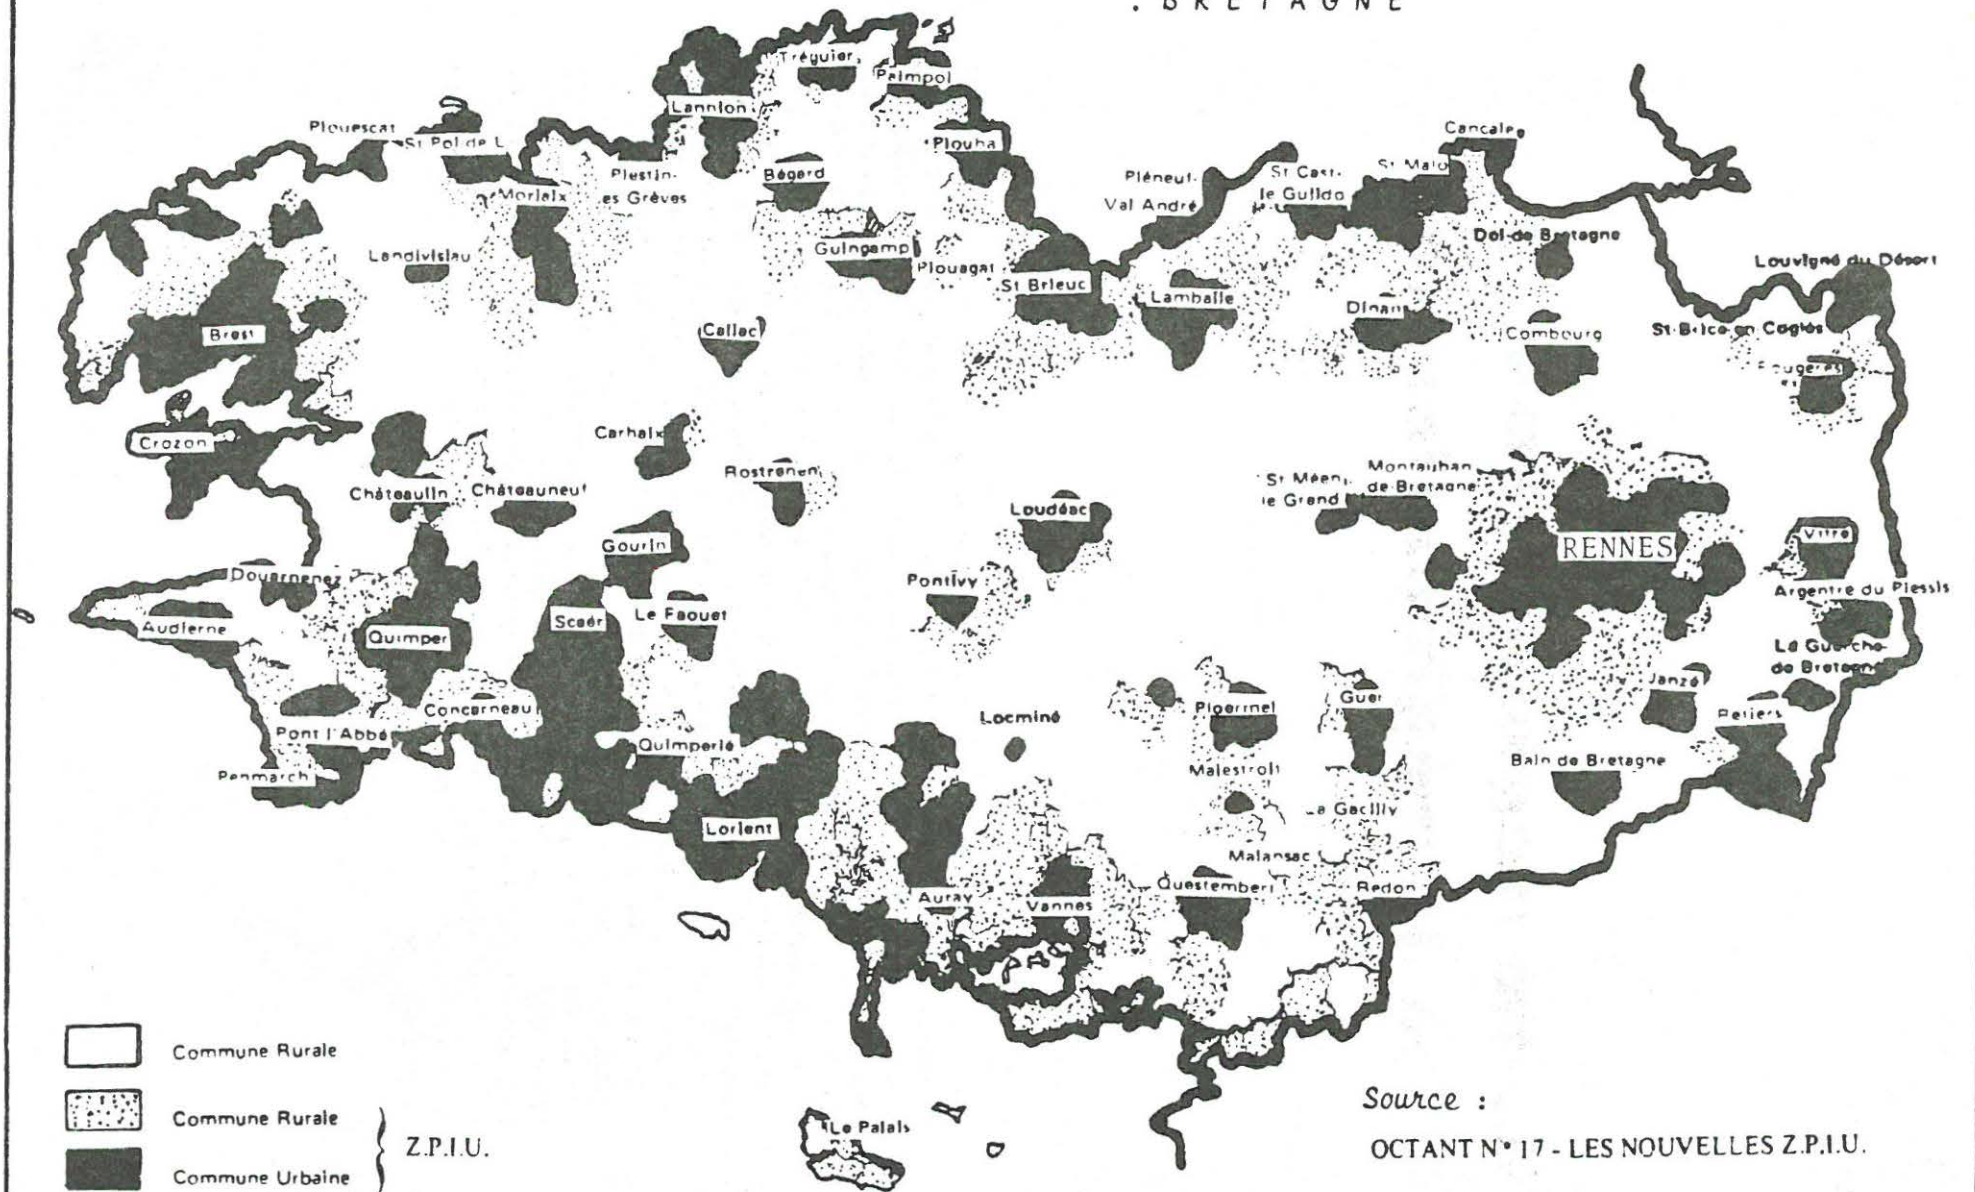 . BRETAGNE
Tréguier
Paimpol
Lannion
Plouescat
St Pol de L
Plouha
Cancale
Plestin-
les Grèves
Morlaix
Bégard
Pléneuf-
Val André
St Cast-
le Guildo
St Malo
Dol de Bretagne
Landivisiau
Guingamp
Plouagat
St Brieuc
Lamballe
Dinan
Louvigné du Désert
St-Brice en Coglès
Combourg
Fougères
Brest
Callac
Crozon
Carhaix
Rostrenen
Châteaulin
Châteauneuf
St Méen
le Grand
Montauban
de-Bretagne
Loudéac
Gourin
RENNES
Vitré
Douarnenez
Pontivy
Argentré du Plessis
Audierne
Quimper
Scaër
Le Faouet
La Guerche-
de Bretagne
Janzé
Concarneau
Locminé
Ploermel
Guer
Retiers
Pont l'Abbé
Quimperlé
Penmarch
Malestroit
Bain de Bretagne
La Gacilly
Lorient
Malansac
Auray
Vannes
Questembert
Redon
Le Palais
Commune Rurale
Commune Rurale
Z.P.I.U.
Commune Urbaine
Source :
OCTANT N° 17 - LES NOUVELLES Z.P.I.U.